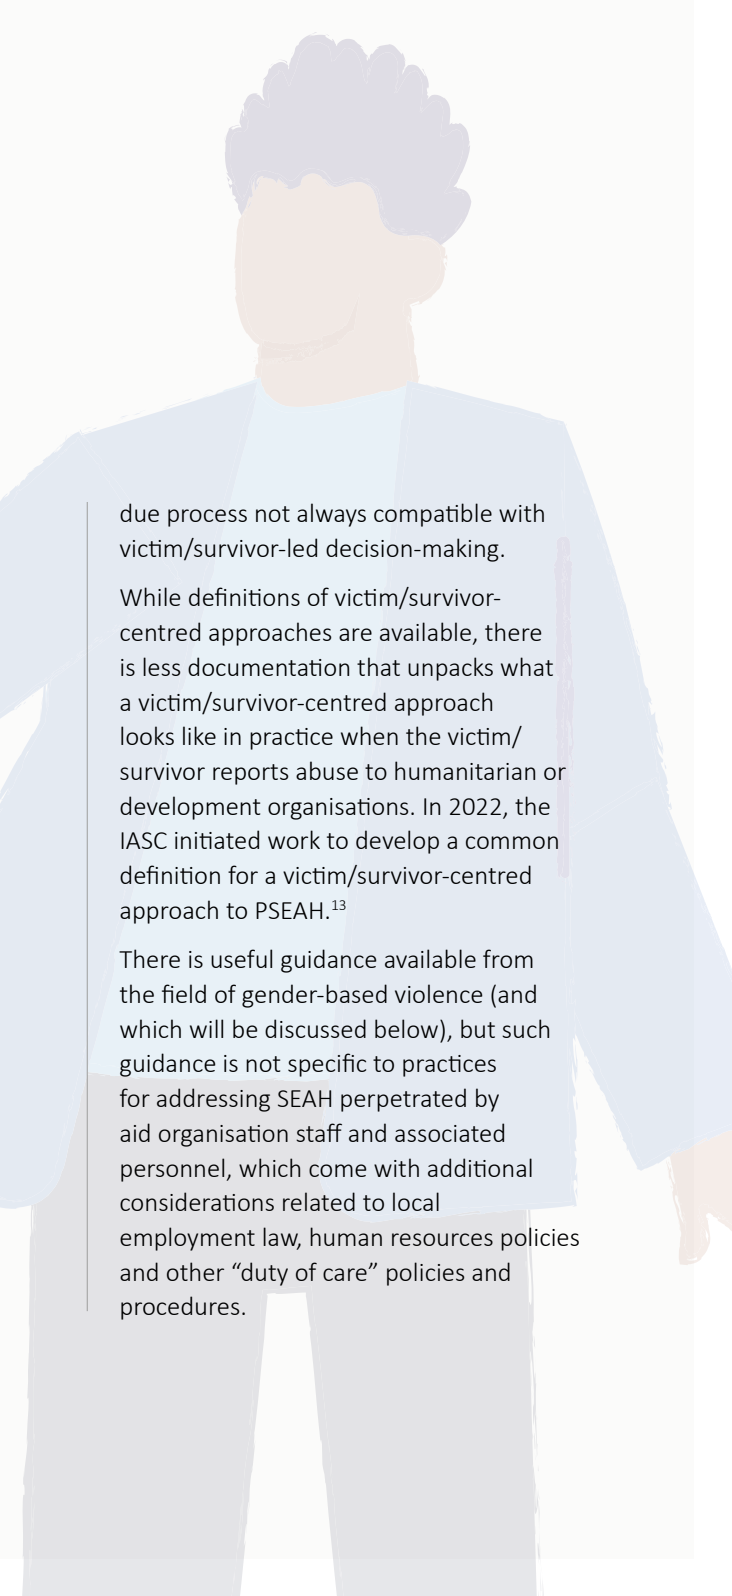 due process not always compatible with
victim/survivor-led decision-making.
While definitions of victim/survivor-
centred approaches are available, there
is less documentation that unpacks what
a victim/survivor-centred approach
looks like in practice when the victim/
survivor reports abuse to humanitarian or
development organisations. In 2022, the
IASC initiated work to develop a common
definition for a victim/survivor-centred
approach to PSEAH.13
There is useful guidance available from
the field of gender-based violence (and
which will be discussed below), but such
guidance is not specific to practices
for addressing SEAH perpetrated by
aid organisation staff and associated
personnel, which come with additional
considerations related to local
employment law, human resources policies
and other “duty of care” policies and
procedures.